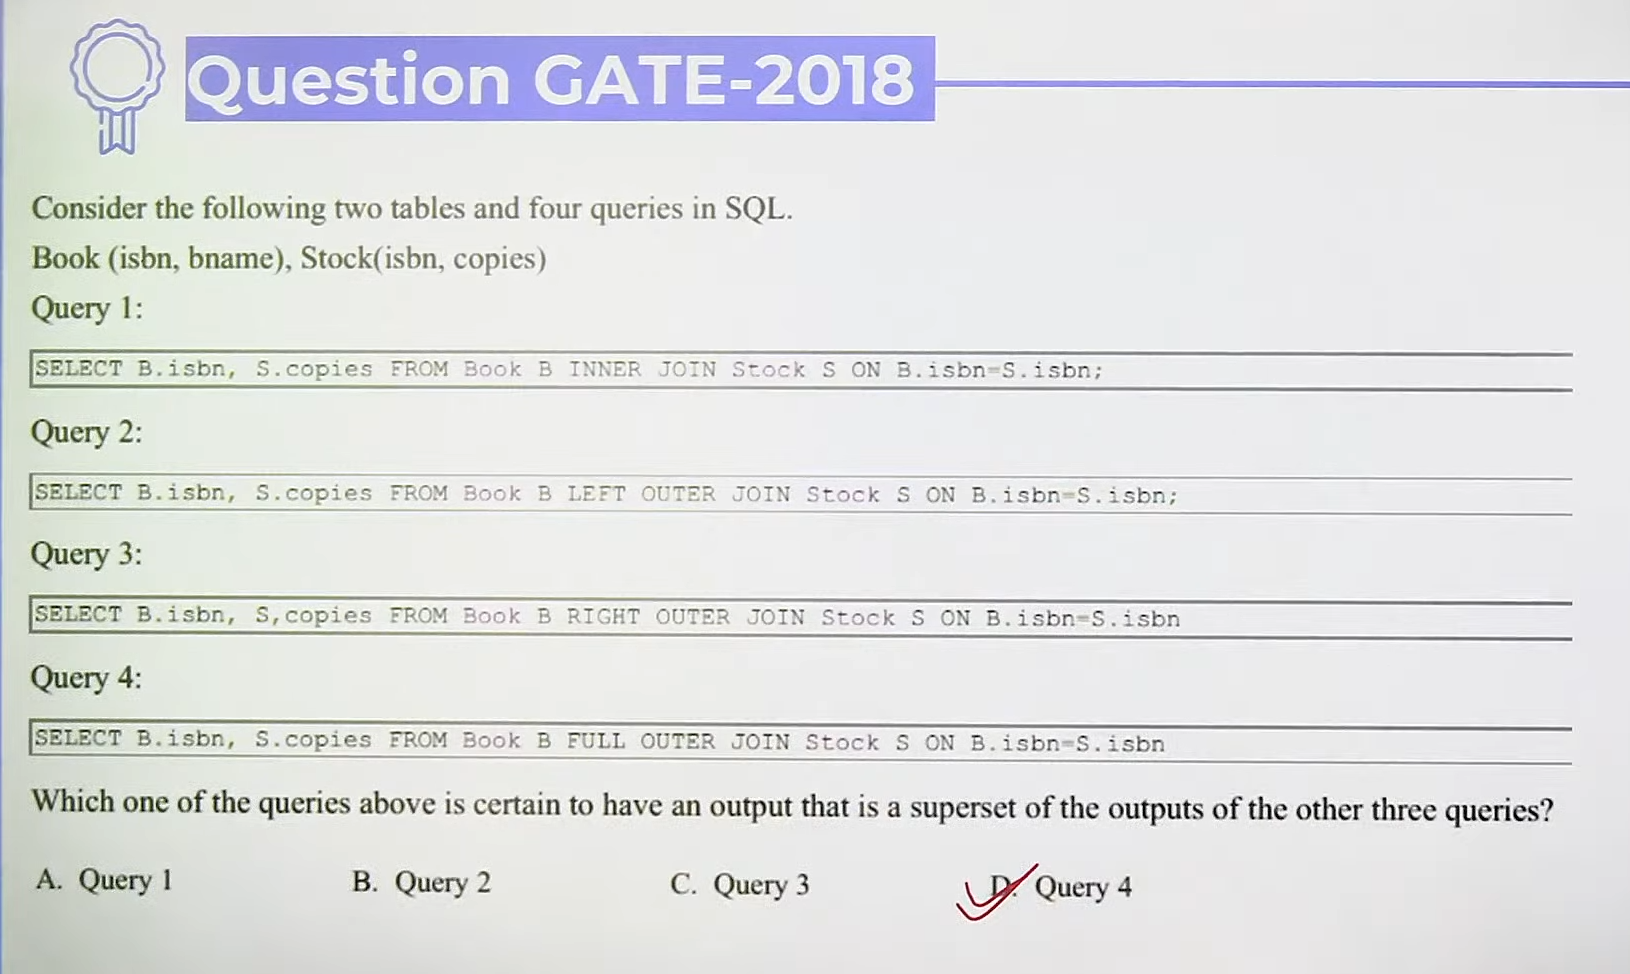 Question GATE-2018
Consider the following two tables and four queries in SQL.
Book (isbn, bname), Stock(isbn, copies)
Query 1:
SELECT B.isbn, S.copies FROM Book B INNER JOIN Stock S ON B.isbn=S.isbn;
Query 2:
SELECT B.isbn, S.copies FROM Book B LEFT OUTER JOIN Stock S ON B.isbn=S.isbn;
Query 3:
SELECT B.isbn, S,copies FROM Book B RIGHT OUTER JOIN Stock S ON B.isbn=S.isbn
Query 4:
SELECT B.isbn, S.copies FROM Book B FULL OUTER JOIN Stock S ON B.isbn=S.isbn
Which one of the queries above is certain to have an output that is a superset of the outputs of the other three queries?
A. Query 1 B. Query 2 C. Query 3 D. Query 4